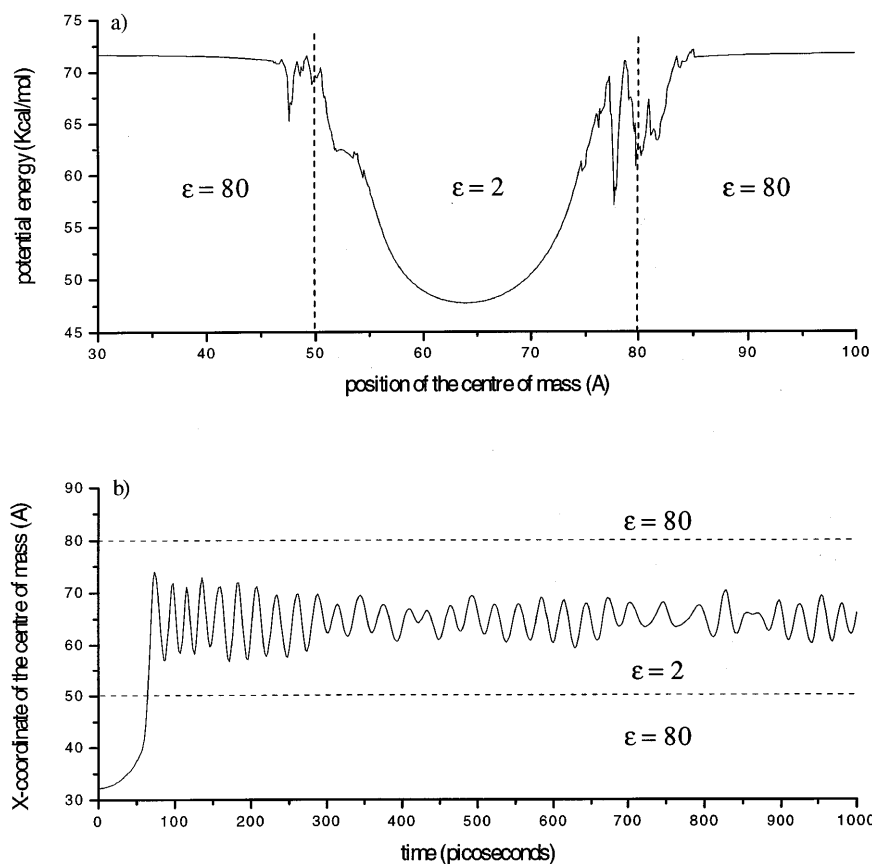 a)
75
70
65
60
55
50
45
potential energy (Kcal/mol)
ε = 80
ε = 2
ε = 80
30 40 50 60 70 80 90 100
position of the centre of mass (A)
b)
90
80
70
60
50
40
30
X-coordinate of the centre of mass (A)
ε = 80
ε = 2
ε = 80
0 100 200 300 400 500 600 700 800 900 1000
time (picoseconds)